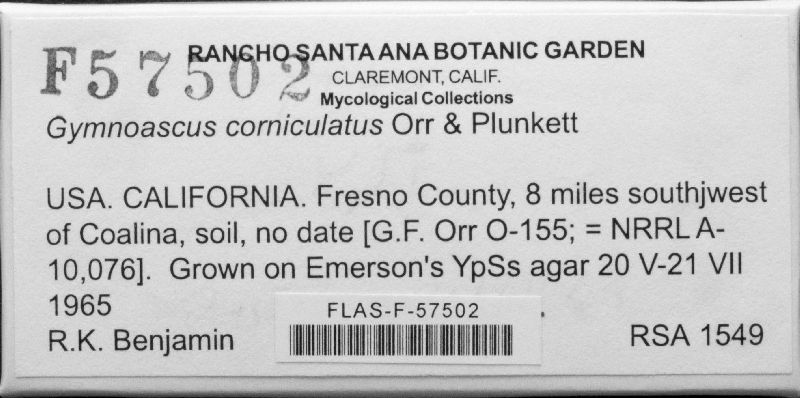 RANCHO SANTA ANA BOTANIC GARDEN
F57502
CLAREMONT, CALIF.
Mycological Collections
Gymnoascus corniculatus Orr & Plunkett
USA. CALIFORNIA. Fresno County, 8 miles southjwest
of Coalina, soil, no date [G.F. Orr O-155; = NRRL A-
10,076]. Grown on Emerson's YpSs agar 20 V-21 VII
1965
FLAS-F-57502
R.K. Benjamin
RSA 1549